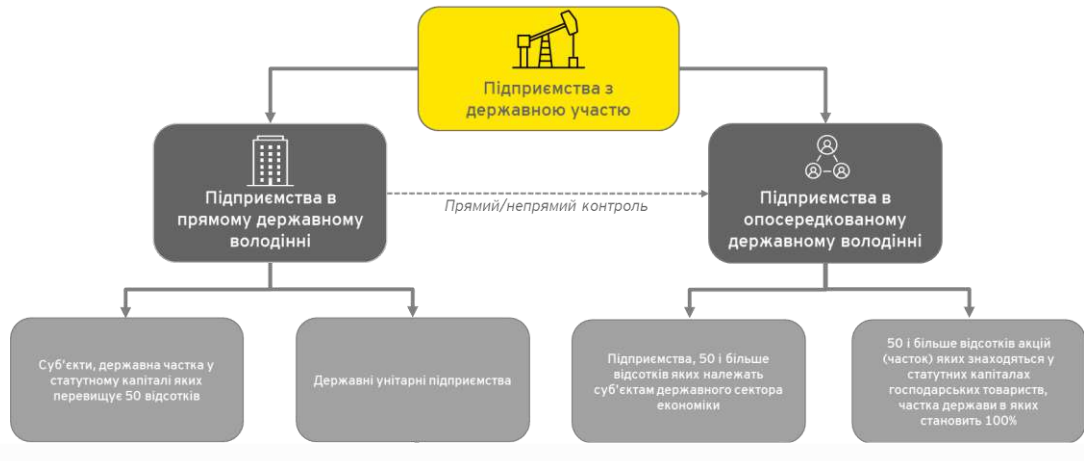 Підприємства з
державною участю
Підприємства в
прямому державному
володінні
Прямий/непрямий контроль
Підприємства в
опосередкованому
державному володінні
Суб'єкти, державна частка у
статутному капіталі яких
перевищує 50 відсотків
Державні унітарні підприємства
Підприємства, 50 і більше
відсотків яких належать
суб'єктам державного сектора
економіки
50 і більше відсотків акцій
(часток) яких знаходяться у
статутних капіталах
господарських товариств,
частка держави в яких
становить 100%